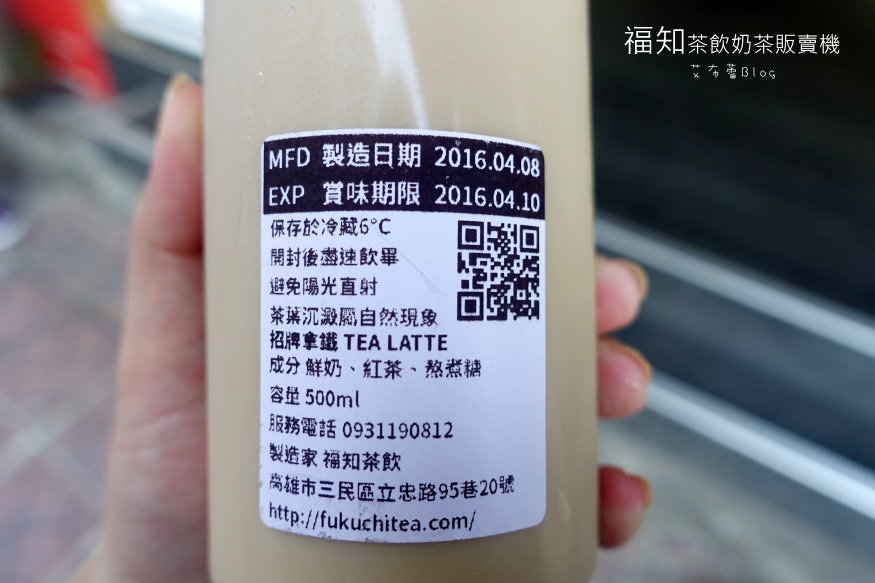 福知茶飲奶茶販賣機
艾布蕾Blog
MFD 製造日期 2016.04.08
EXP 賞味期限 2016.04.10
保存於冷藏6°C
開封後盡速飲畢
避免陽光直射
茶葉沉澱屬自然現象
招牌拿鐵 TEA LATTE
成分 鮮奶、紅茶、熬煮糖
容量 500ml
服務電話 0931190812
製造家 福知茶飲
高雄市三民區立忠路95巷20號
http://fukuchitea.com/